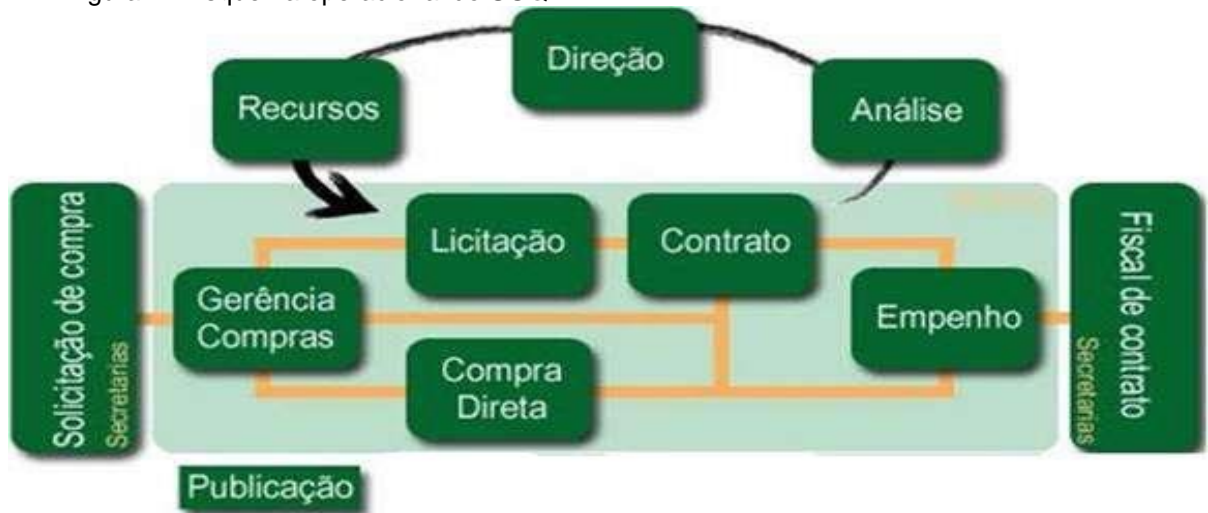 Direção
Recursos
Análise
Solicitação de compra
Secretarias
Licitação
Contrato
Gerência
Compras
Empenho
Compra
Direta
Fiscal de contrato
Secretarias
Publicação